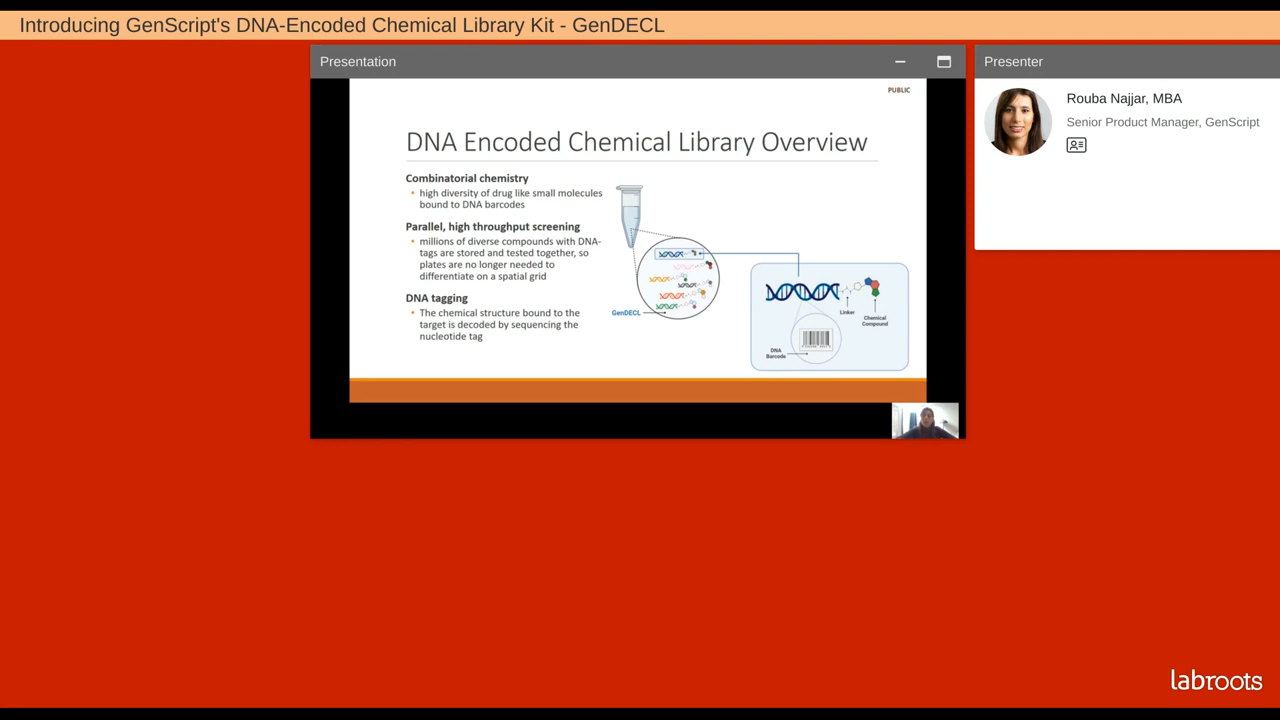 Introducing GenScript's DNA-Encoded Chemical Library Kit - GenDECL
Presentation
Presenter
Rouba Najjar, MBA
Senior Product Manager, GenScript
PUBLIC
DNA Encoded Chemical Library Overview
Combinatorial chemistry
• high diversity of drug like small molecules
bound to DNA barcodes
Parallel, high throughput screening
• millions of diverse compounds with DNA-
tags are stored and tested together, so
plates are no longer needed to
differentiate on a spatial grid
DNA tagging
• The chemical structure bound to the
target is decoded by sequencing the
nucleotide tag
GenDECL
Linker
Chemical
Compound
DNA
Barcode
labroots